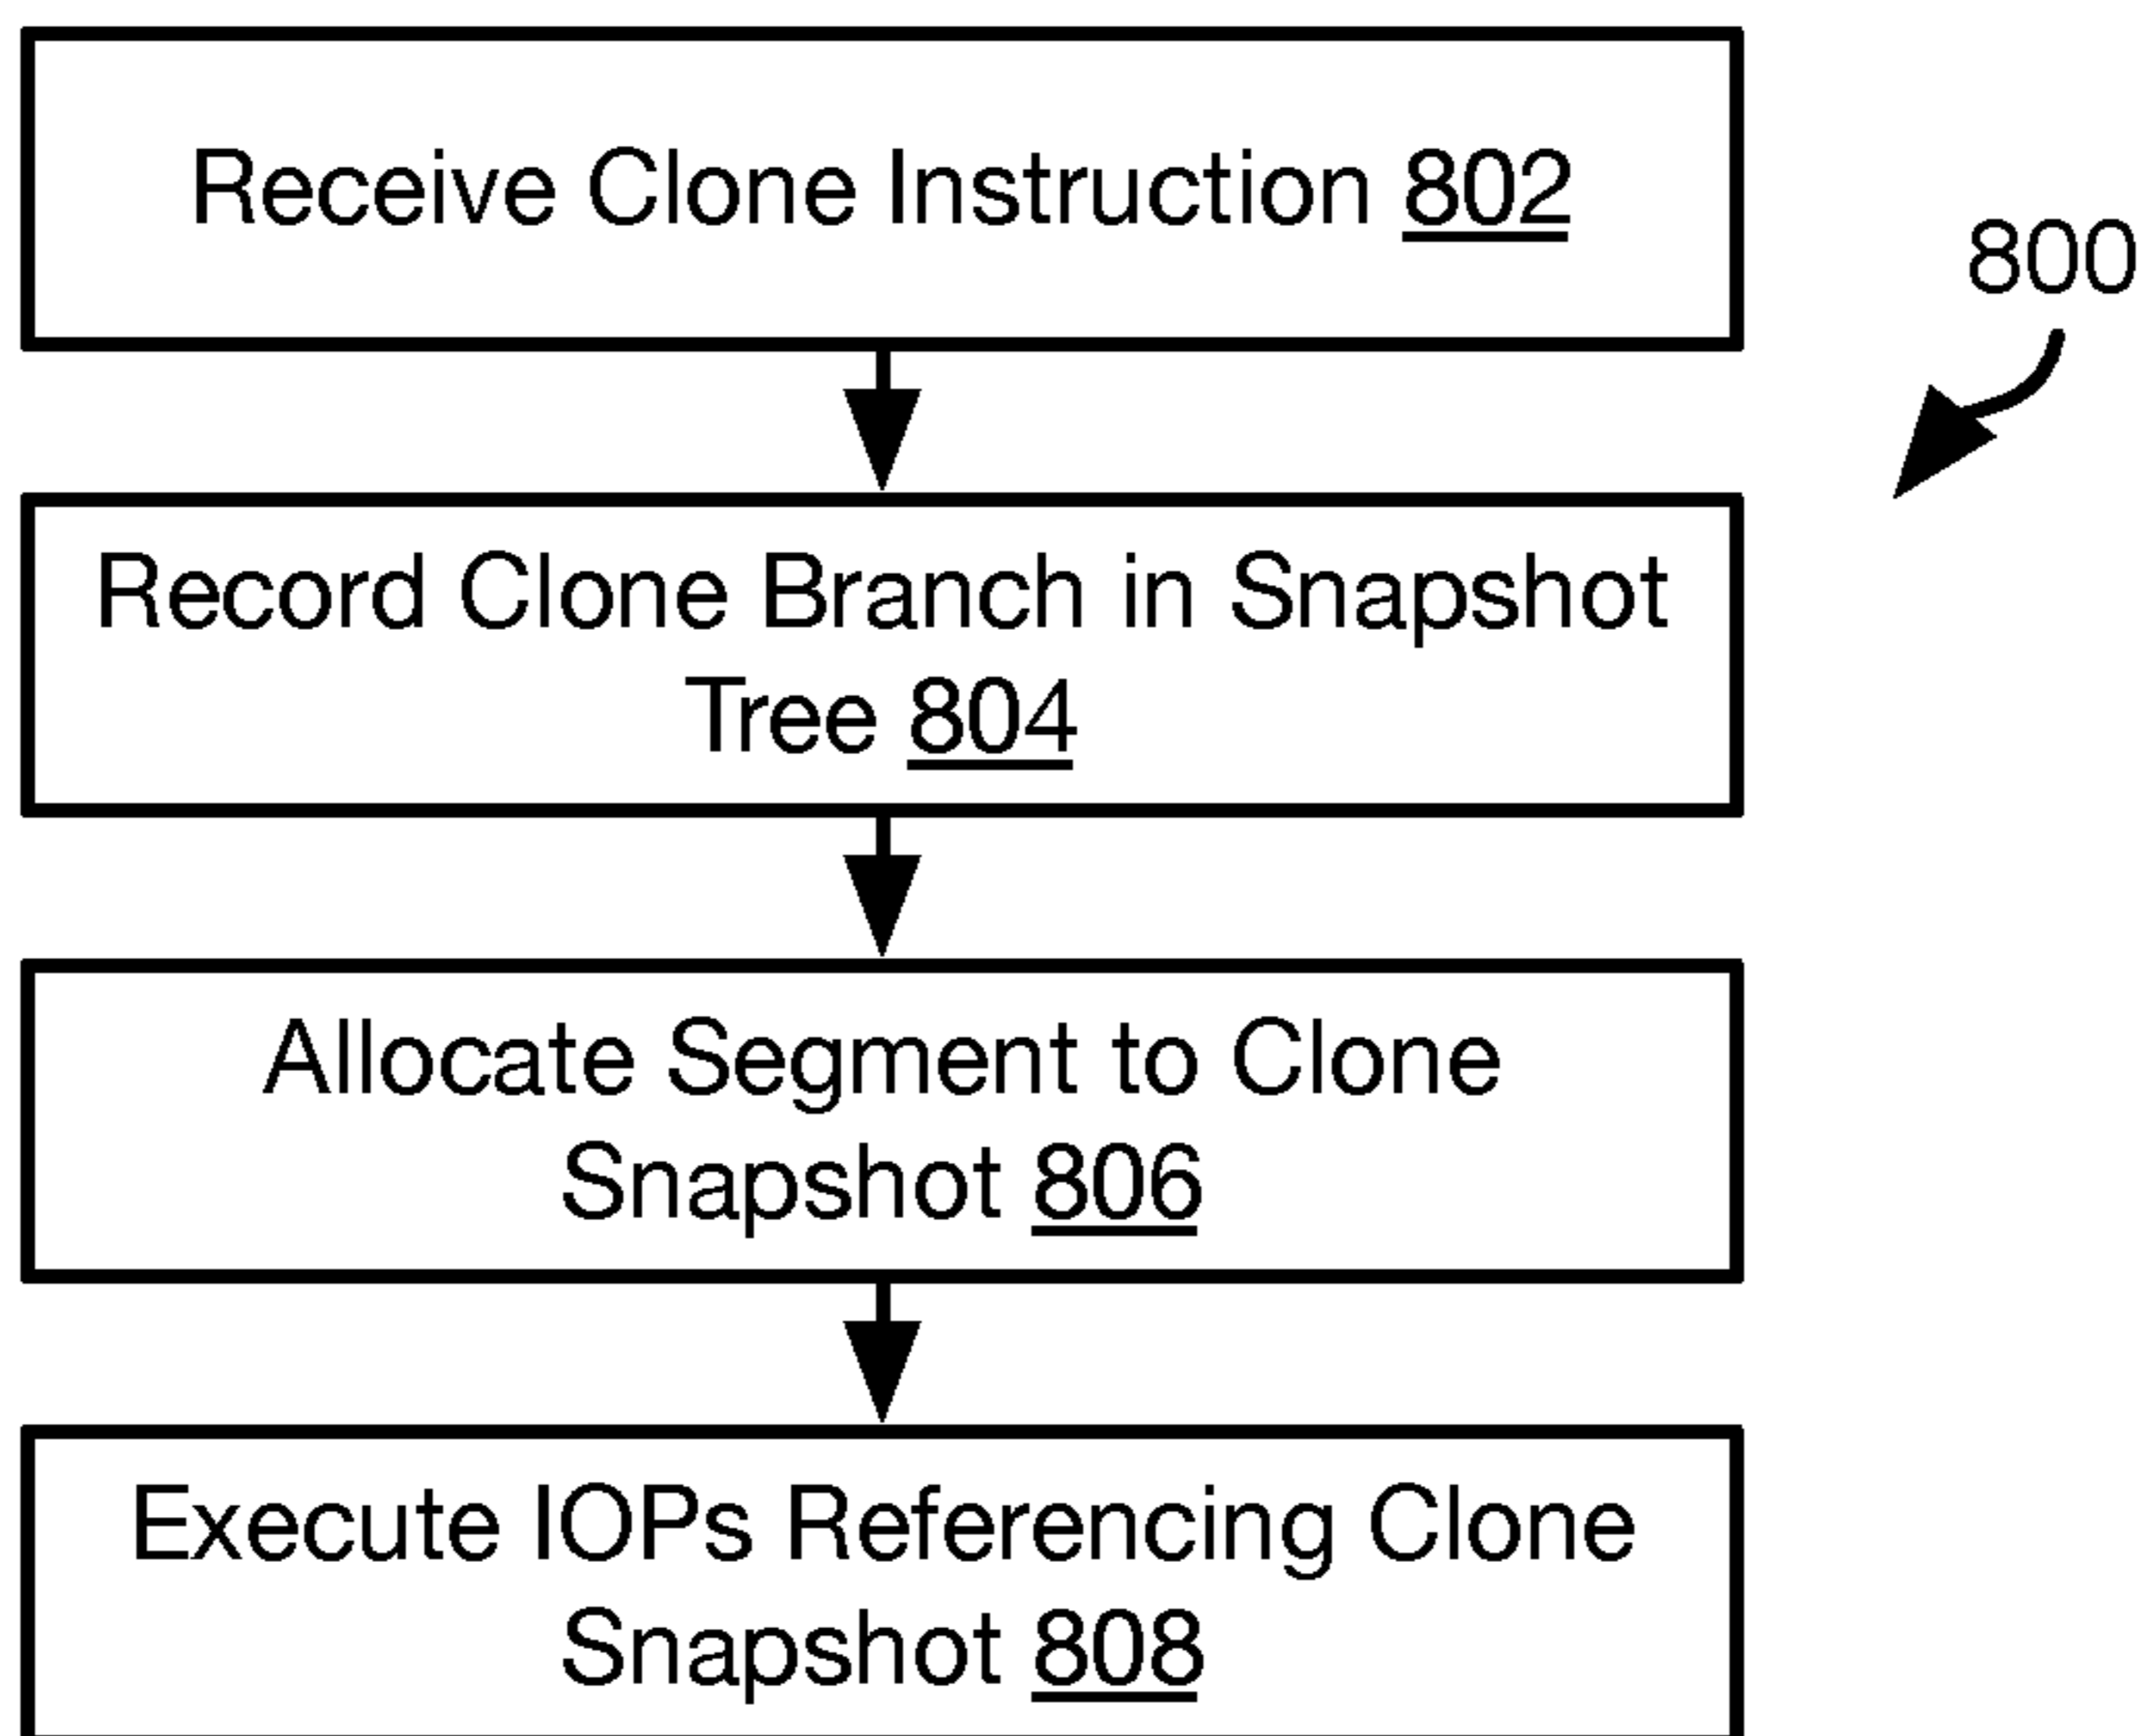 Receive Clone Instruction 802
800
Record Clone Branch in Snapshot
Tree 804
Allocate Segment to Clone
Snapshot 806
Execute IOPs Referencing Clone
Snapshot 808